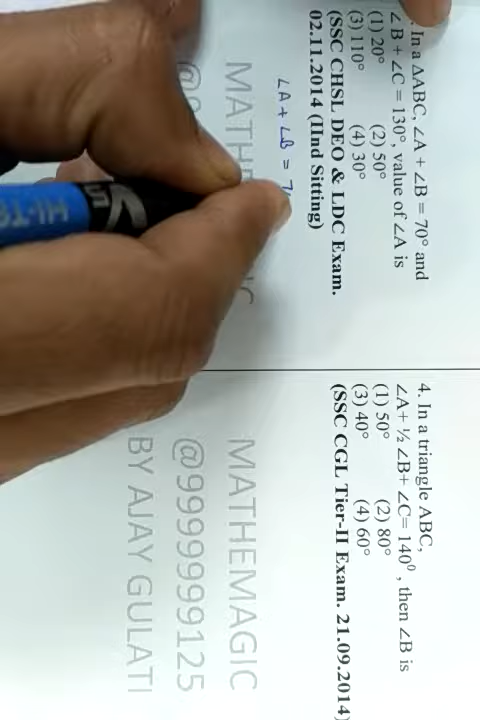 . In a ΔABC, ∠A + ∠B = 70° and
∠B + ∠C = 130°, value of ∠A is
(1) 20° (2) 50°
(3) 110° (4) 30°
(SSC CHSL DEO & LDC Exam.
02.11.2014 (IInd Sitting)
∠A + ∠B = 7
4. In a triangle ABC,
∠A+ ½ ∠B+ ∠C= 140⁰ , then ∠B is
(1) 50° (2) 80°
(3) 40° (4) 60°
(SSC CGL Tier-II Exam. 21.09.2014)
MATHEMAGIC
@9999999125
BY AJAY GULATI